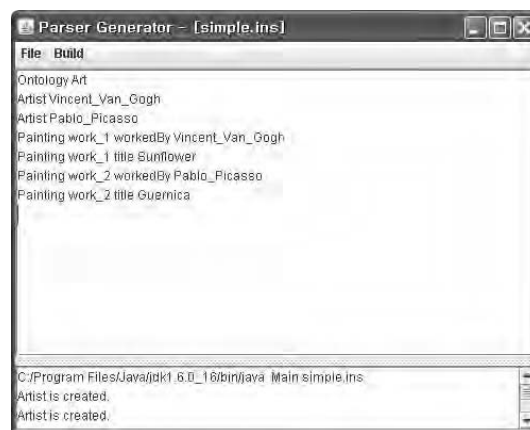 Parser Generator - [simple.ins]
File Build
Ontology Art
Artist Vincent_Van_Gogh
Artist Pablo_Picasso
Painting work_1 workedBy Vincent_Van_Gogh
Painting work_1 title Sunflower
Painting work_2 workedBy Pablo_Picasso
Painting work_2 title Guernica
C:/Program Files/Java/jdk1.6.0_16/bin/java Main simple.ins
Artist is created.
Artist is created.